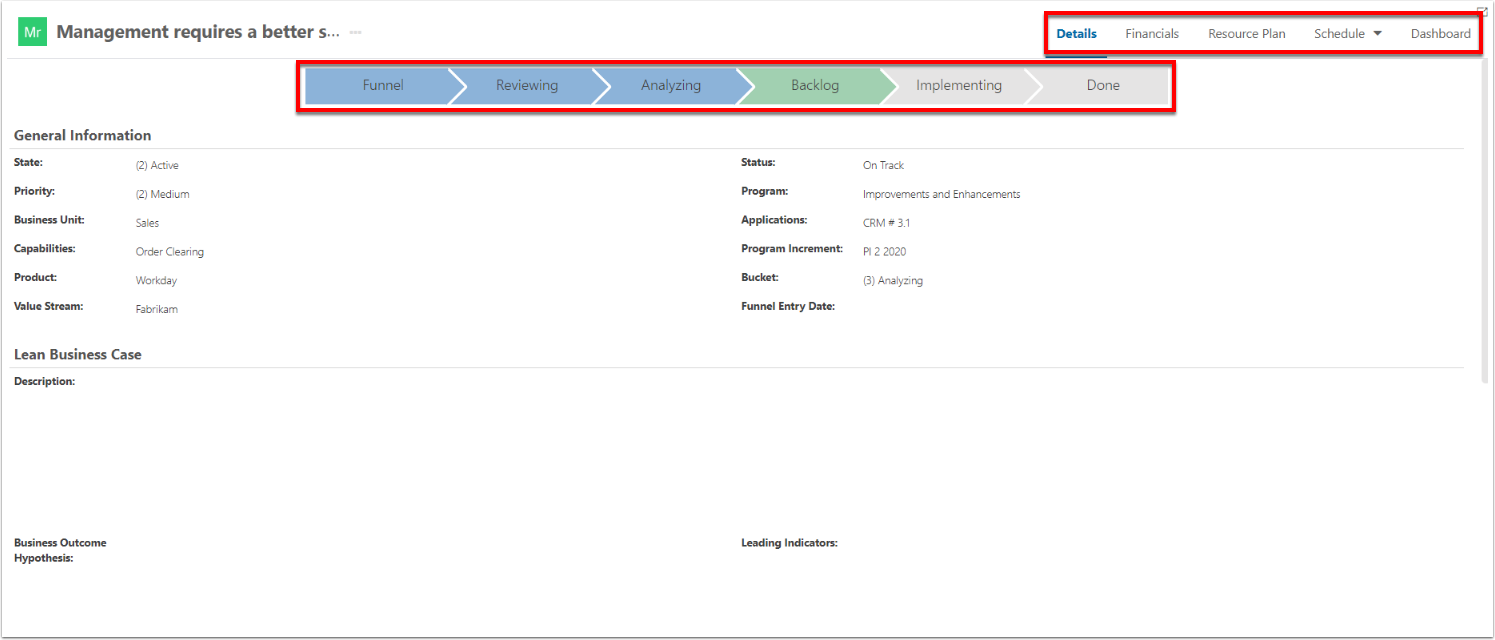 Mr Management requires a better s... ...
Details Financials Resource Plan Schedule Dashboard
Funnel Reviewing Analyzing Backlog Implementing Done
General Information
State: (2) Active Status: On Track
Priority: (2) Medium Program: Improvements and Enhancements
Business Unit: Sales Applications: CRM # 3.1
Capabilities: Order Clearing Program Increment: PI 2 2020
Product: Workday Bucket: (3) Analyzing
Value Stream: Fabrikam Funnel Entry Date:
Lean Business Case
Description:
Business Outcome Leading Indicators:
Hypothesis: